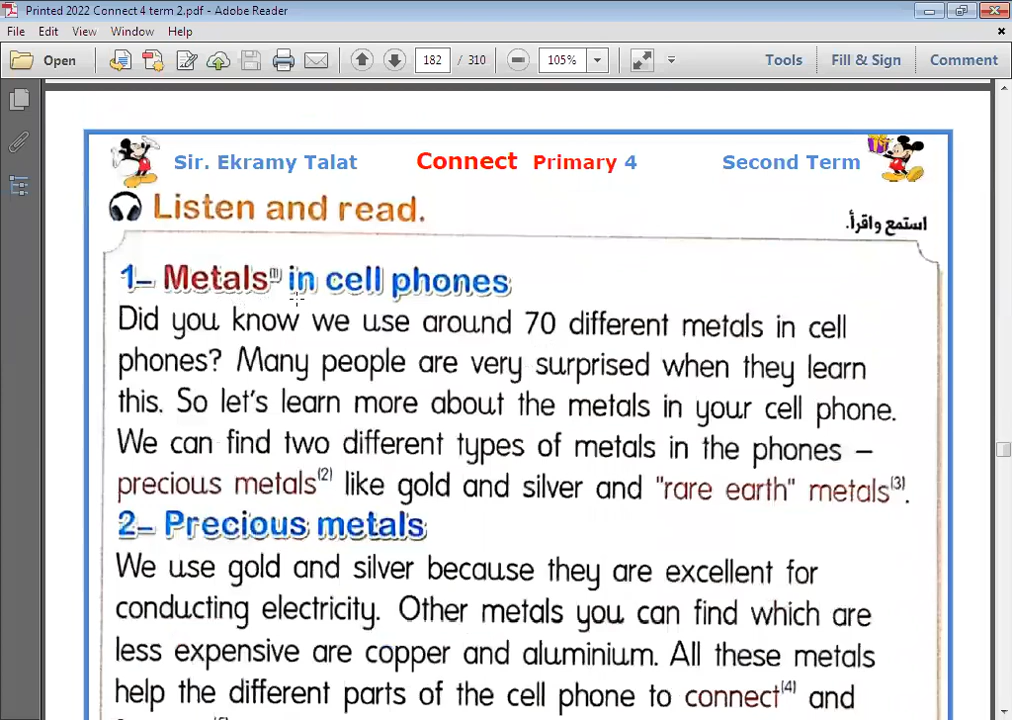 Printed 2022 Connect 4 term 2.pdf - Adobe Reader
File Edit View Window Help
Open 182 / 310 105% Tools Fill & Sign Comment
Sir. Ekramy Talat Connect Primary 4 Second Term
Listen and read.
استمع واقرأ.
1– Metals(1) in cell phones
Did you know we use around 70 different metals in cell
phones? Many people are very surprised when they learn
this. So let's learn more about the metals in your cell phone.
We can find two different types of metals in the phones –
precious metals(2) like gold and silver and "rare earth" metals(3).
2– Precious metals
We use gold and silver because they are excellent for
conducting electricity. Other metals you can find which are
less expensive are copper and aluminium. All these metals
help the different parts of the cell phone to connect(4) and